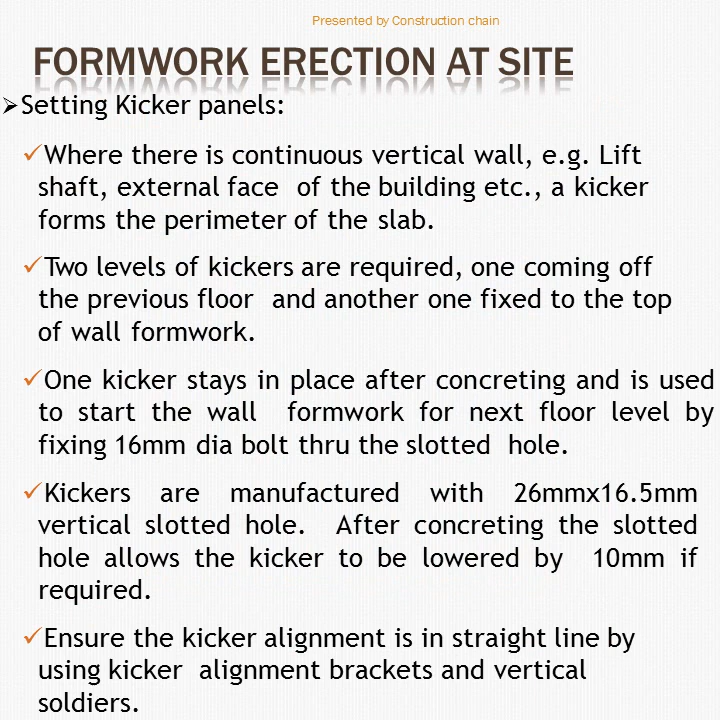 Presented by Construction chain
FORMWORK ERECTION AT SITE
➢Setting Kicker panels:
✓Where there is continuous vertical wall, e.g. Lift
shaft, external face of the building etc., a kicker
forms the perimeter of the slab.
✓Two levels of kickers are required, one coming off
the previous floor and another one fixed to the top
of wall formwork.
✓One kicker stays in place after concreting and is used
to start the wall formwork for next floor level by
fixing 16mm dia bolt thru the slotted hole.
✓Kickers are manufactured with 26mmx16.5mm
vertical slotted hole. After concreting the slotted
hole allows the kicker to be lowered by 10mm if
required.
✓Ensure the kicker alignment is in straight line by
using kicker alignment brackets and vertical
soldiers.